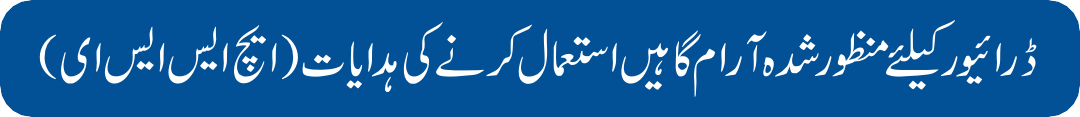 ڈرائیور کیلئے منظور شدہ آرام گاہیں استعمال کرنے کی ہدایات (ایچ ایس ایس ای)